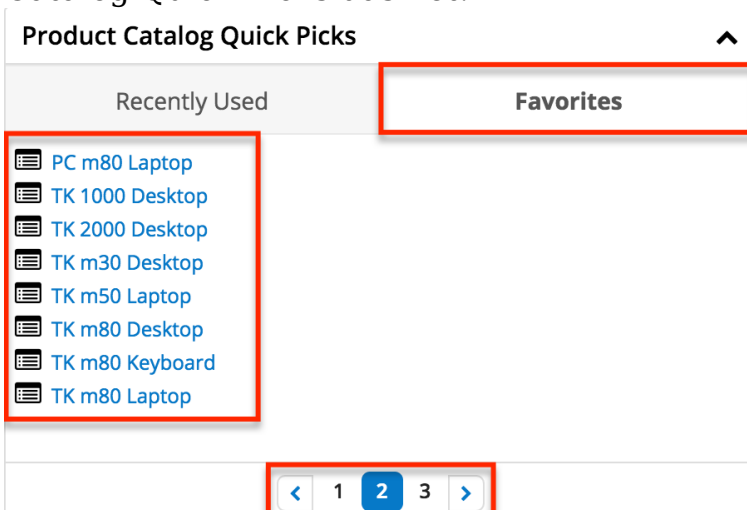 Product Catalog Quick Picks
Recently Used
Favorites
PC m80 Laptop
TK 1000 Desktop
TK 2000 Desktop
TK m30 Desktop
TK m50 Laptop
TK m80 Desktop
TK m80 Keyboard
TK m80 Laptop
< 1 2 3 >